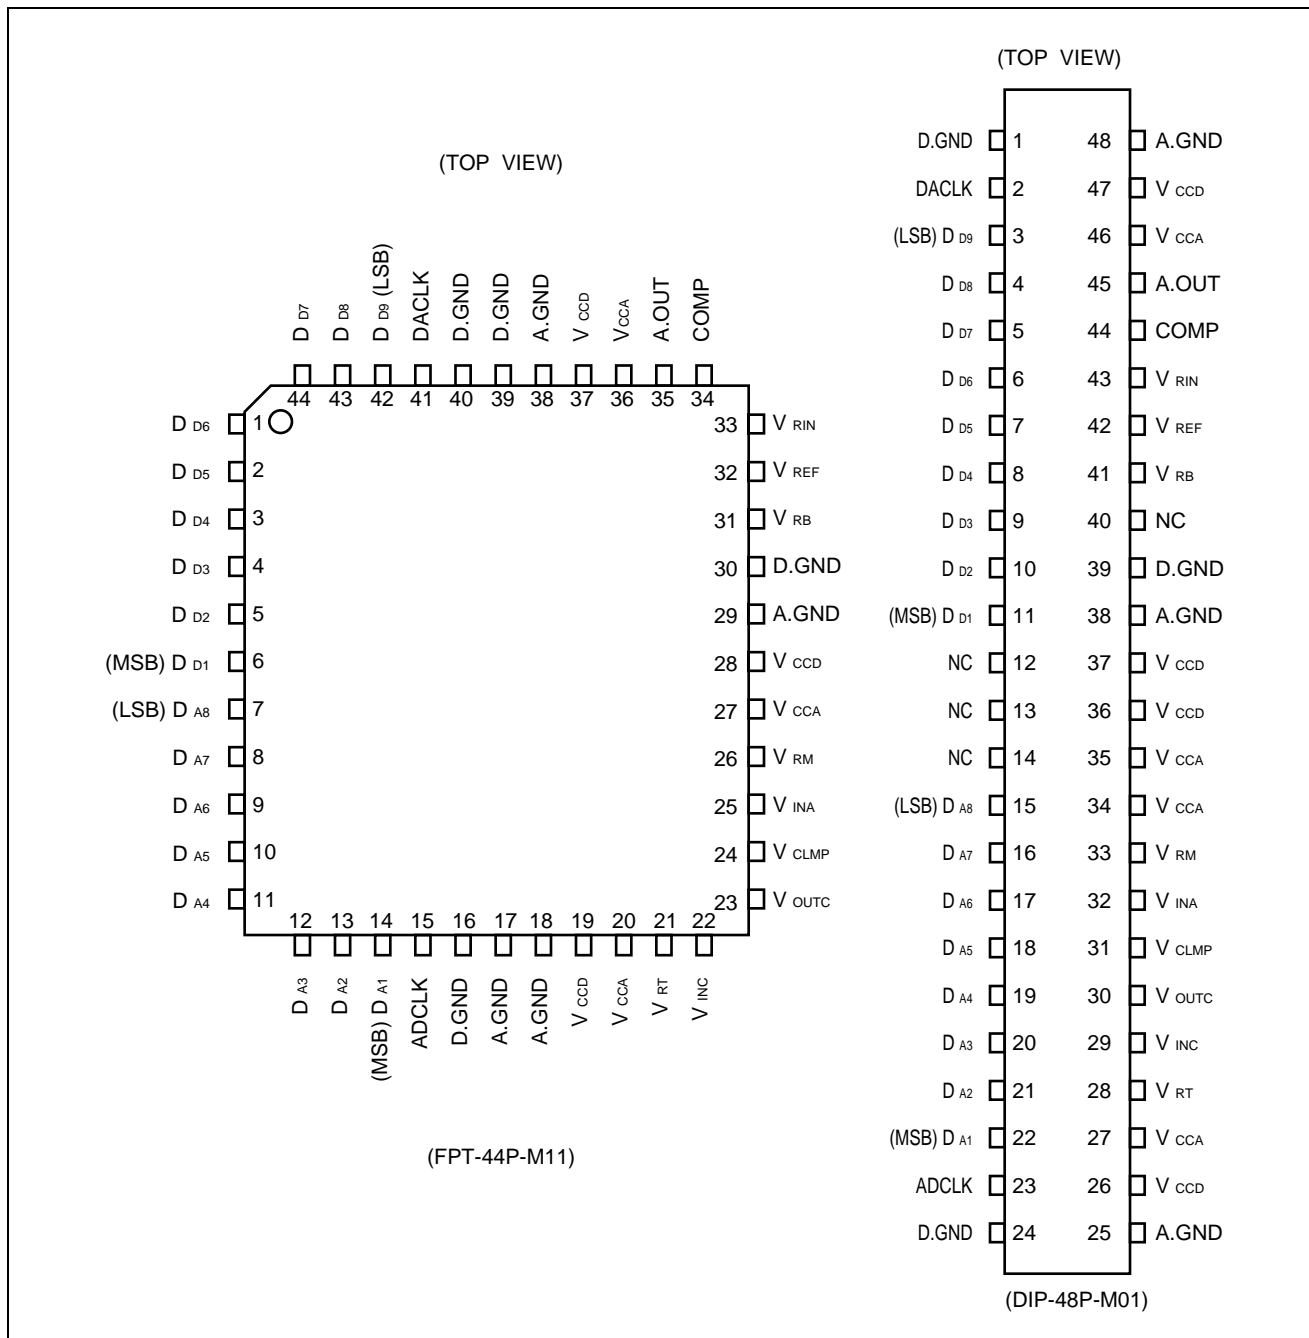 (TOP VIEW)
D D7
D D8
D D9 (LSB)
DACLK
D.GND
D.GND
A.GND
V CCD
VCCA
A.OUT
COMP
44 43 42 41 40 39 38 37 36 35 34
D D6 1 33 V RIN
D D5 2 32 V REF
D D4 3 31 V RB
D D3 4 30 D.GND
D D2 5 29 A.GND
(MSB) D D1 6 28 V CCD
(LSB) D A8 7 27 V CCA
D A7 8 26 V RM
D A6 9 25 V INA
D A5 10 24 V CLMP
D A4 11 23 V OUTC
12 13 14 15 16 17 18 19 20 21 22
D A3
D A2
(MSB) D A1
ADCLK
D.GND
A.GND
A.GND
V CCD
V CCA
V RT
V INC
(FPT-44P-M11)
(TOP VIEW)
D.GND 1 48 A.GND
DACLK 2 47 V CCD
(LSB) D D9 3 46 V CCA
D D8 4 45 A.OUT
D D7 5 44 COMP
D D6 6 43 V RIN
D D5 7 42 V REF
D D4 8 41 V RB
D D3 9 40 NC
D D2 10 39 D.GND
(MSB) D D1 11 38 A.GND
NC 12 37 V CCD
NC 13 36 V CCD
NC 14 35 V CCA
(LSB) D A8 15 34 V CCA
D A7 16 33 V RM
D A6 17 32 V INA
D A5 18 31 V CLMP
D A4 19 30 V OUTC
D A3 20 29 V INC
D A2 21 28 V RT
(MSB) D A1 22 27 V CCA
ADCLK 23 26 V CCD
D.GND 24 25 A.GND
(DIP-48P-M01)